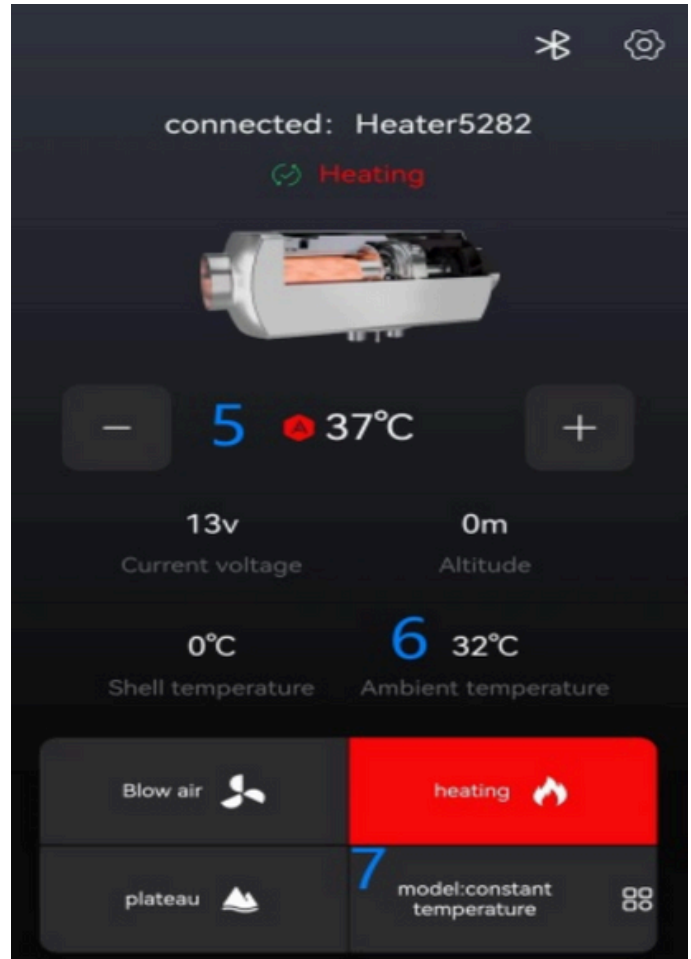 connected: Heater5282
Heating
5 37°C
13v 0m
Current voltage Altitude
0°C 6 32°C
Shell temperature Ambient temperature
Blow air heating
7
plateau model:constant
temperature